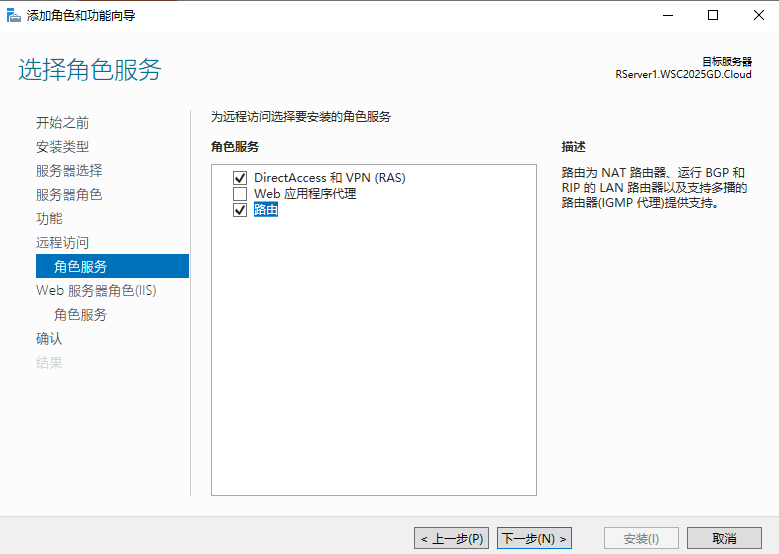 添加角色和功能向导
选择角色服务
目标服务器
RServer1.WSC2025GD.Cloud
开始之前
安装类型
服务器选择
服务器角色
功能
远程访问
角色服务
Web 服务器角色(IIS)
角色服务
确认
结果
为远程访问选择要安装的角色服务
角色服务
DirectAccess 和 VPN (RAS)
Web 应用程序代理
路由
描述
路由为 NAT 路由器、运行 BGP 和
RIP 的 LAN 路由器以及支持多播的
路由器(IGMP 代理)提供支持。
< 上一步(P)
下一步(N) >
安装(I)
取消